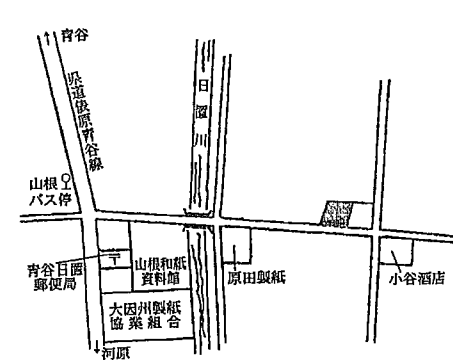 青谷
県道俵原青谷線
日置川
山根
バス停
青谷日置
郵便局
〒
山根和紙
資料館
原田製紙
小谷酒店
大因州製紙
協業組合
河原